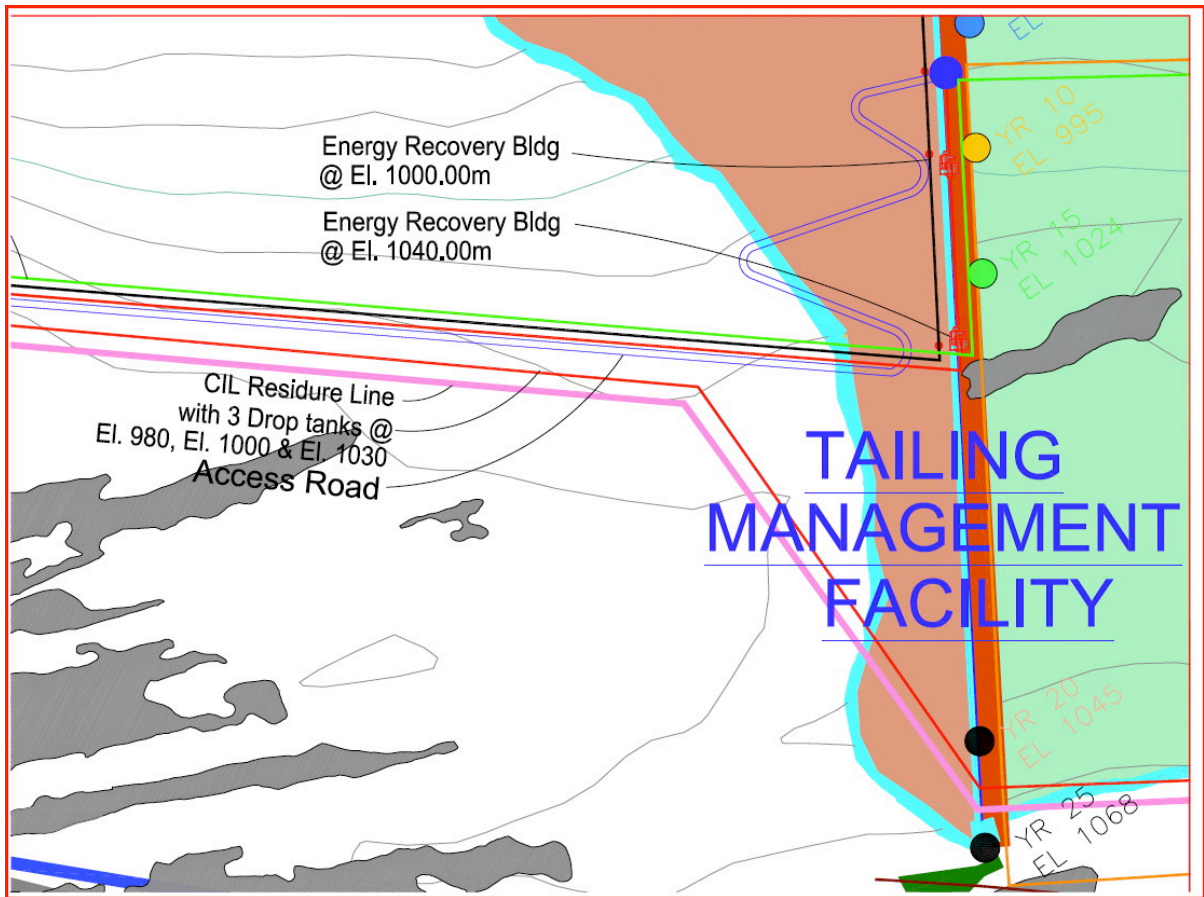 EL
YR 10
EL 995
Energy Recovery Bldg
@ El. 1000.00m
Energy Recovery Bldg
@ El. 1040.00m
YR 15
EL 1024
CIL Residure Line
with 3 Drop tanks @
El. 980, El. 1000 & El. 1030
Access Road
TAILING
MANAGEMENT
FACILITY
YR 20
EL 1045
YR 25
EL 1068